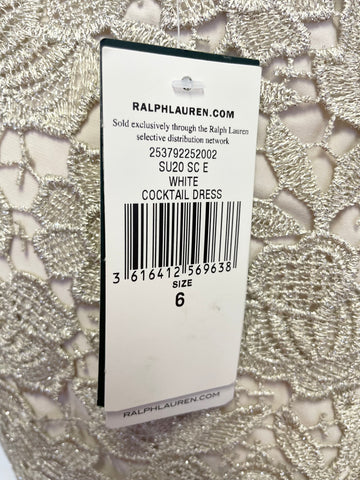 RALPHLAUREN.COM
Sold exclusively through the Ralph Lauren
selective distribution network
253792252002
SU20 SC E
WHITE
COCKTAIL DRESS
3 616412 569638
SIZE
6
RALPHLAUREN.COM